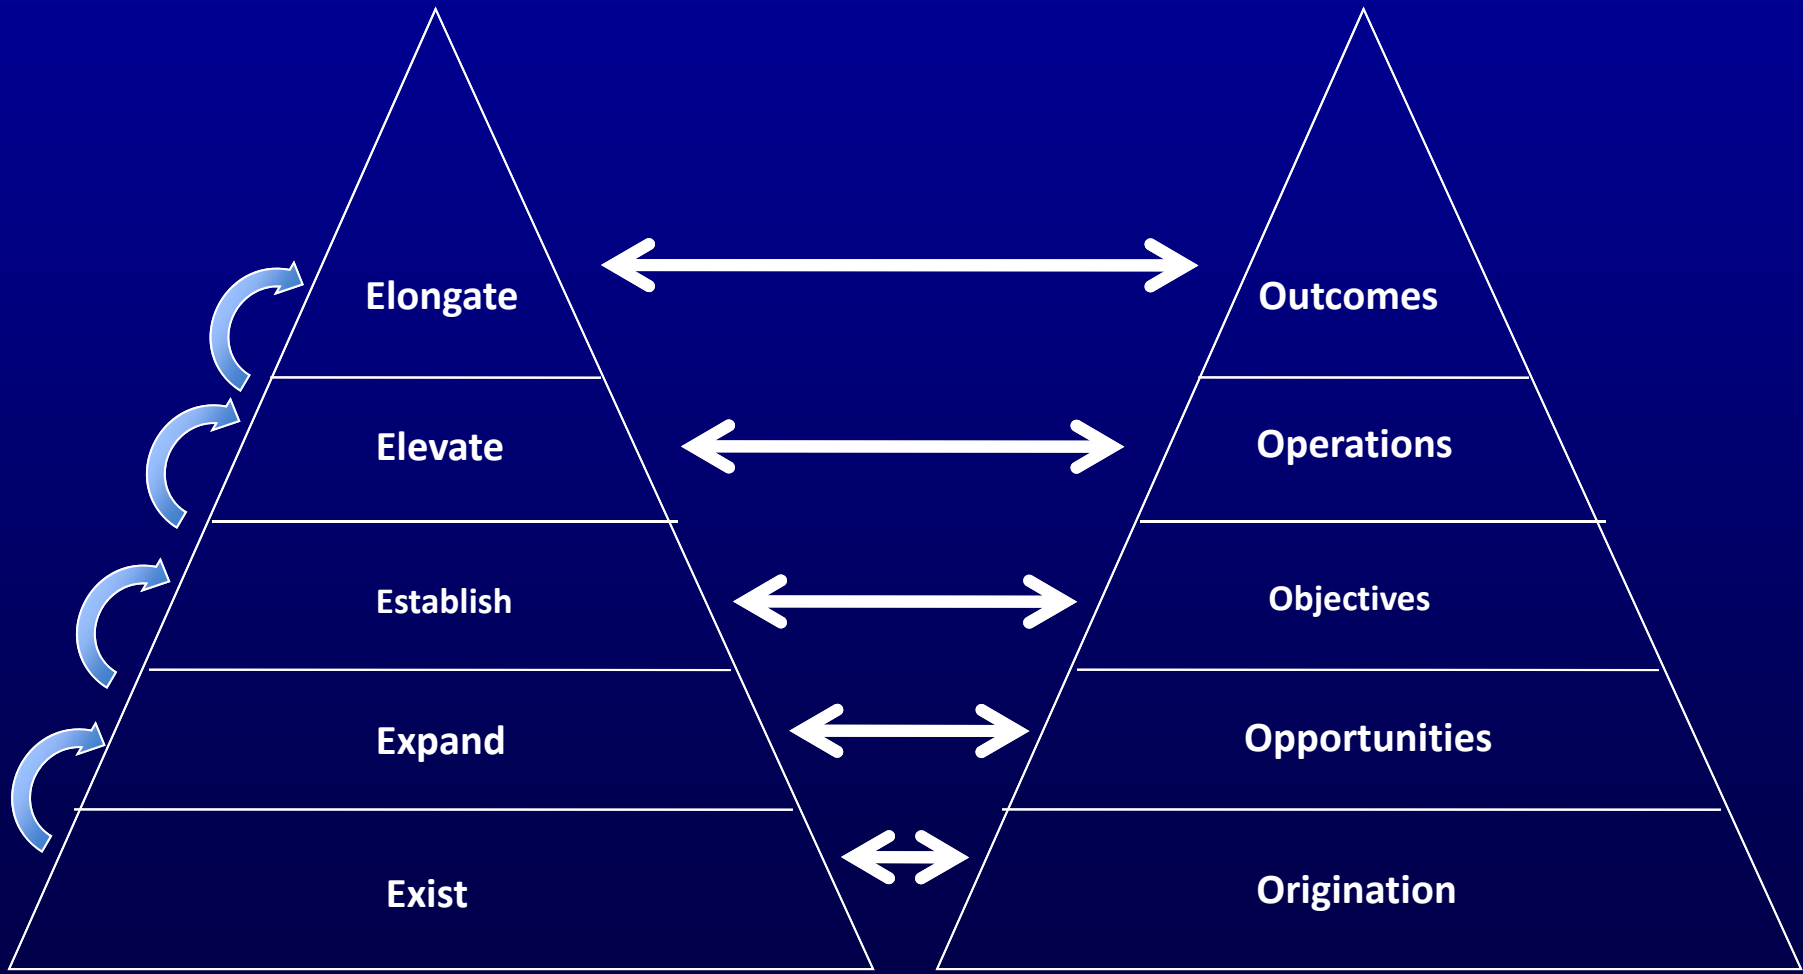 Elongate
Outcomes
Elevate
Operations
Establish
Objectives
Expand
Opportunities
Exist
Origination